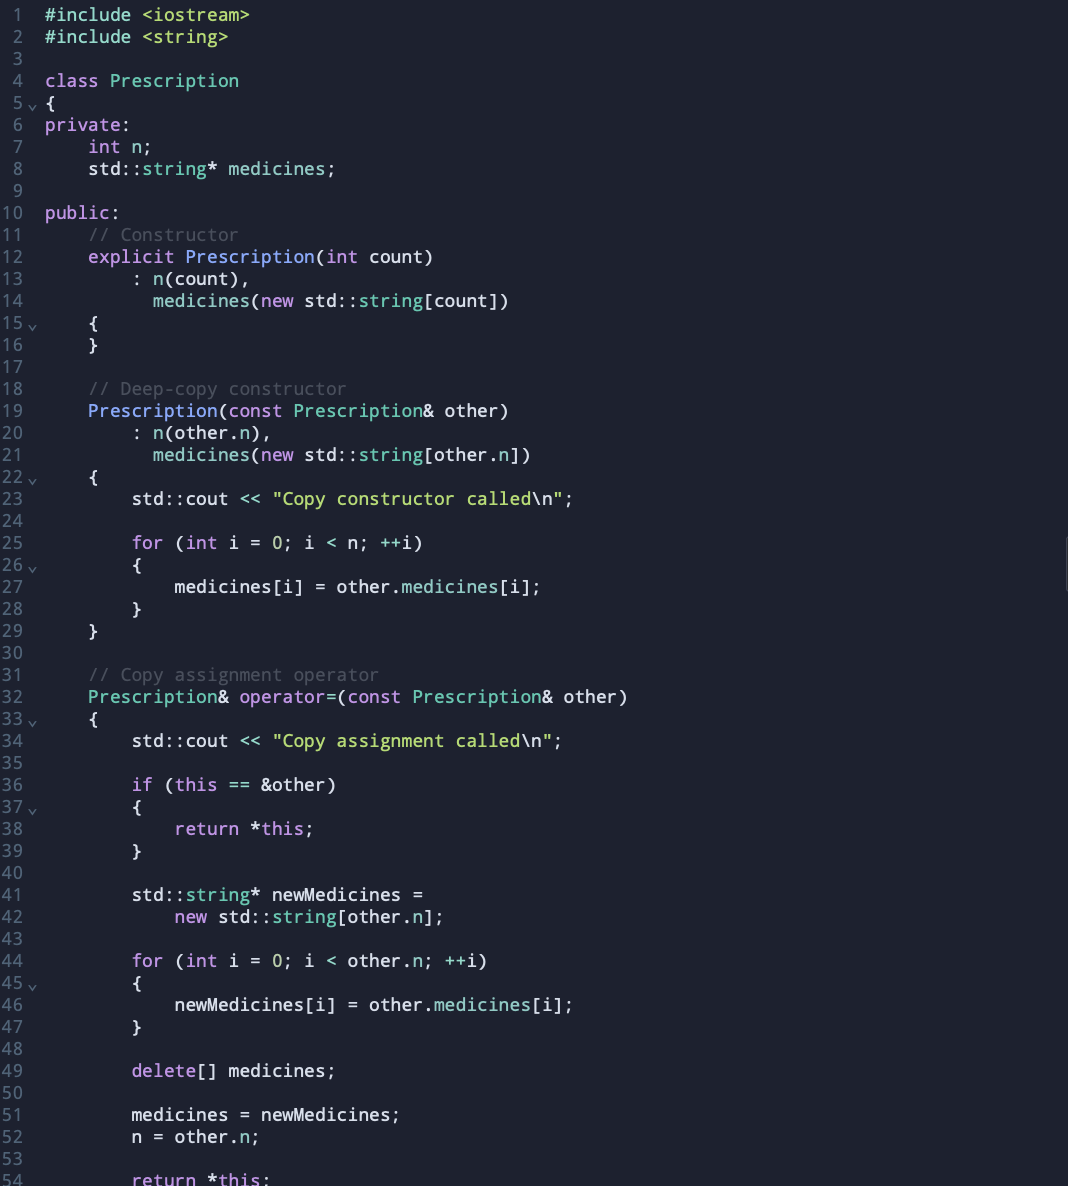 1 #include <iostream>
2 #include <string>
3
4 class Prescription
5 {
6 private:
7     int n;
8     std::string* medicines;
9
10 public:
11     // Constructor
12     explicit Prescription(int count)
13         : n(count),
14           medicines(new std::string[count])
15     {
16     }
17
18     // Deep-copy constructor
19     Prescription(const Prescription& other)
20         : n(other.n),
21           medicines(new std::string[other.n])
22     {
23         std::cout << "Copy constructor called\n";
24
25         for (int i = 0; i < n; ++i)
26         {
27             medicines[i] = other.medicines[i];
28         }
29     }
30
31     // Copy assignment operator
32     Prescription& operator=(const Prescription& other)
33     {
34         std::cout << "Copy assignment called\n";
35
36         if (this == &other)
37         {
38             return *this;
39         }
40
41         std::string* newMedicines =
42             new std::string[other.n];
43
44         for (int i = 0; i < other.n; ++i)
45         {
46             newMedicines[i] = other.medicines[i];
47         }
48
49         delete[] medicines;
50
51         medicines = newMedicines;
52         n = other.n;
53
54         return *this;